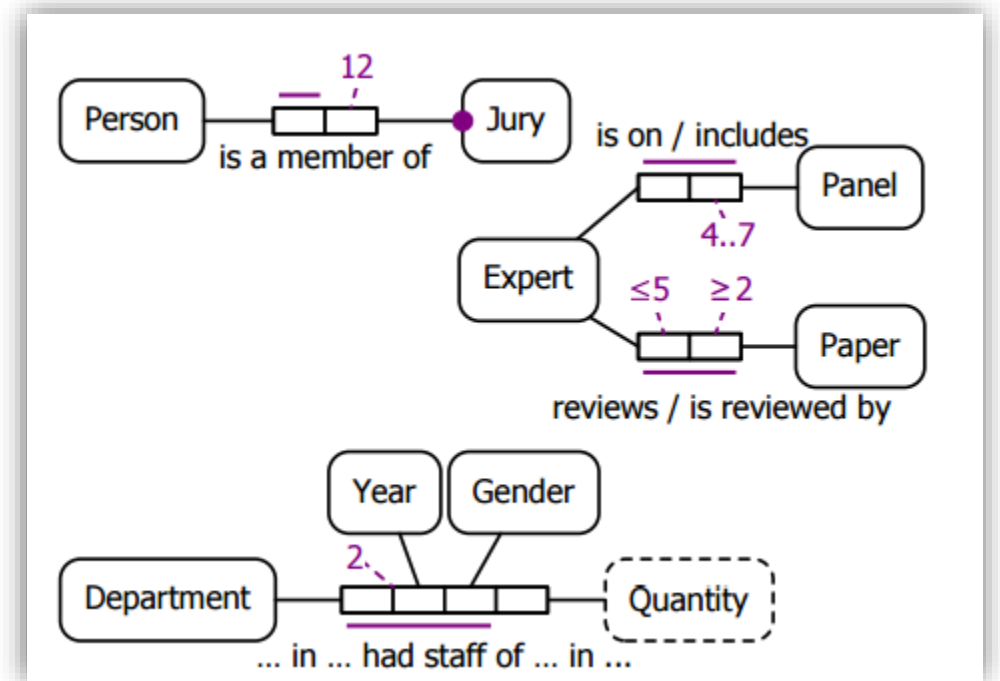 12
Person
Jury
is a member of
is on / includes
Panel
4..7
Expert
≤5
≥2
Paper
reviews / is reviewed by
Year
Gender
2
Department
Quantity
... in ... had staff of ... in ...